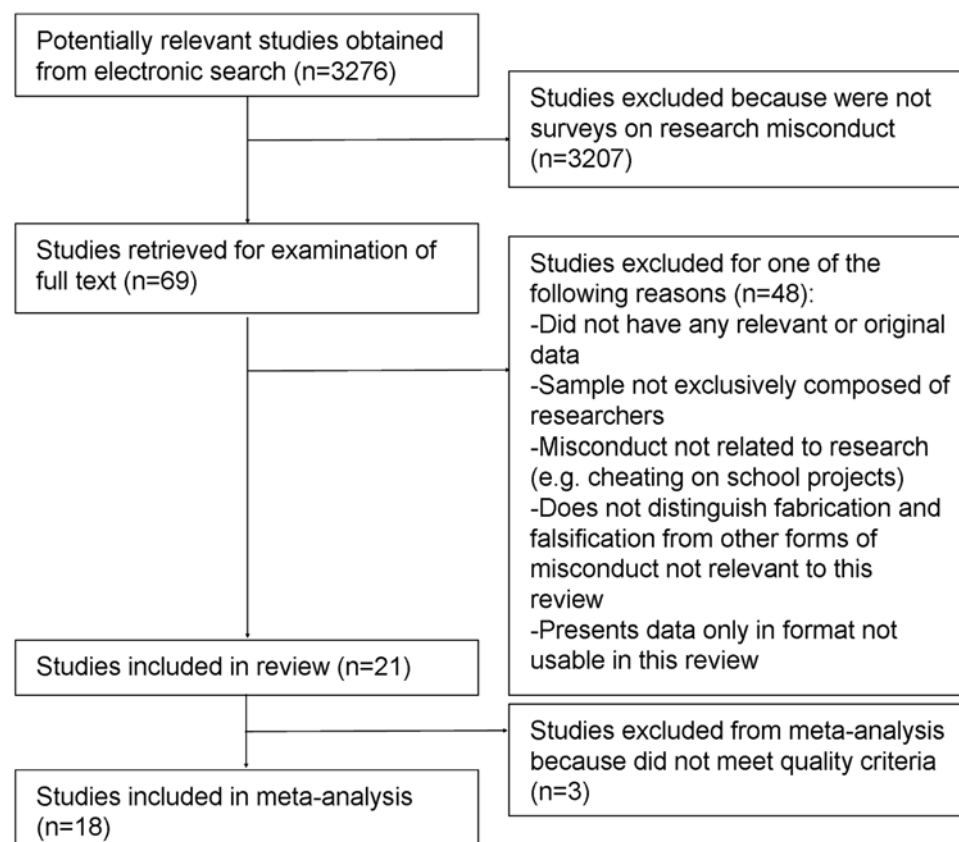 Potentially relevant studies obtained
from electronic search (n=3276)
Studies excluded because were not
surveys on research misconduct
(n=3207)
Studies retrieved for examination of
full text (n=69)
Studies excluded for one of the
following reasons (n=48):
-Did not have any relevant or original
data
-Sample not exclusively composed of
researchers
-Misconduct not related to research
(e.g. cheating on school projects)
-Does not distinguish fabrication and
falsification from other forms of
misconduct not relevant to this
review
-Presents data only in format not
usable in this review
Studies included in review (n=21)
Studies excluded from meta-analysis
because did not meet quality criteria
(n=3)
Studies included in meta-analysis
(n=18)